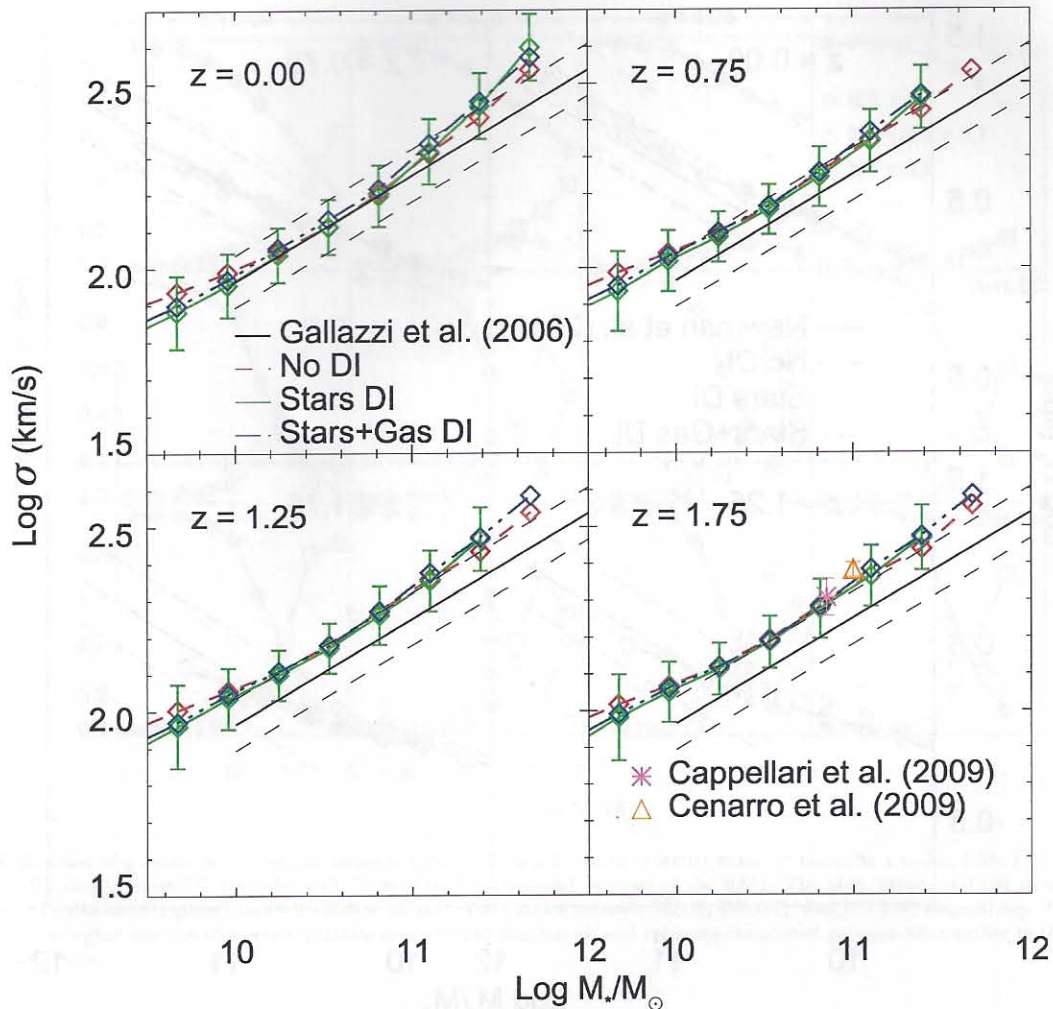 z = 0.00
z = 0.75
2.5
2.0
Gallazzi et al. (2006)
No DI
Stars DI
Stars+Gas DI
1.5
Log σ (km/s)
z = 1.25
z = 1.75
2.5
2.0
Cappellari et al. (2009)
Cenarro et al. (2009)
1.5
10 11 12 10 11 12
Log M*/M⊙